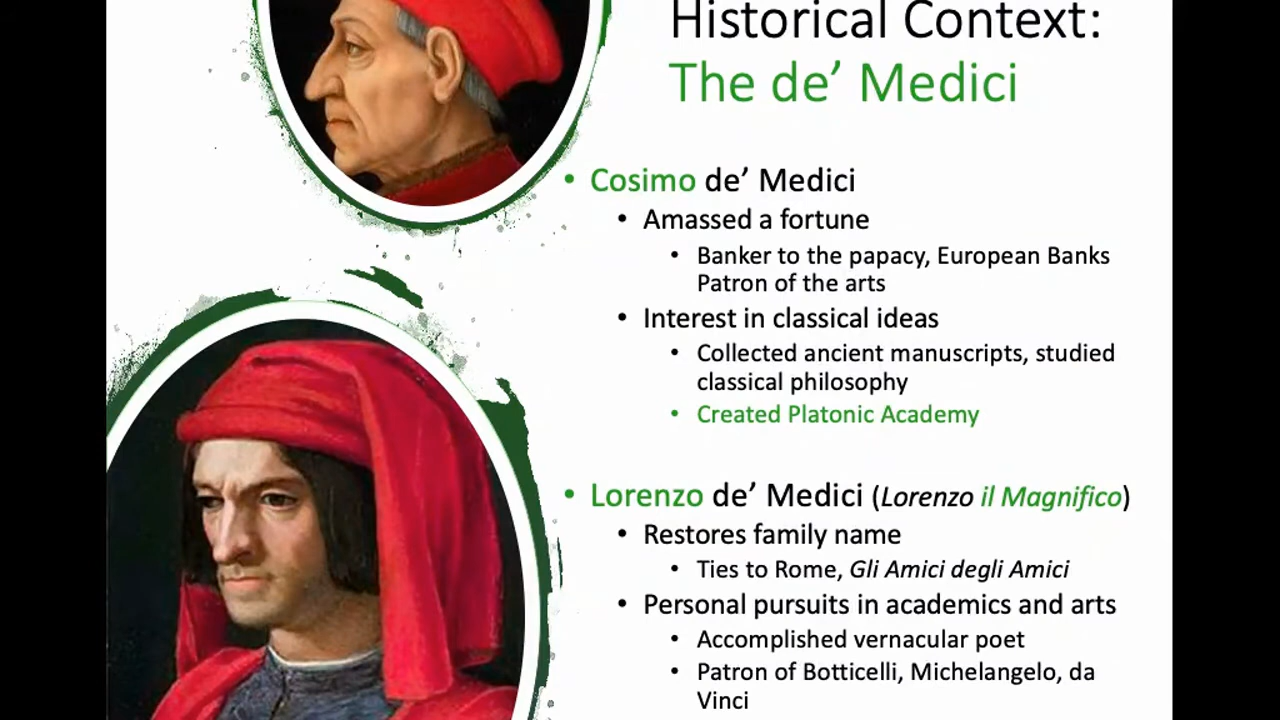 Historical Context:
The de’ Medici
• Cosimo de’ Medici
• Amassed a fortune
• Banker to the papacy, European Banks
Patron of the arts
• Interest in classical ideas
• Collected ancient manuscripts, studied
classical philosophy
• Created Platonic Academy
• Lorenzo de’ Medici (Lorenzo il Magnifico)
• Restores family name
• Ties to Rome, Gli Amici degli Amici
• Personal pursuits in academics and arts
• Accomplished vernacular poet
• Patron of Botticelli, Michelangelo, da
Vinci